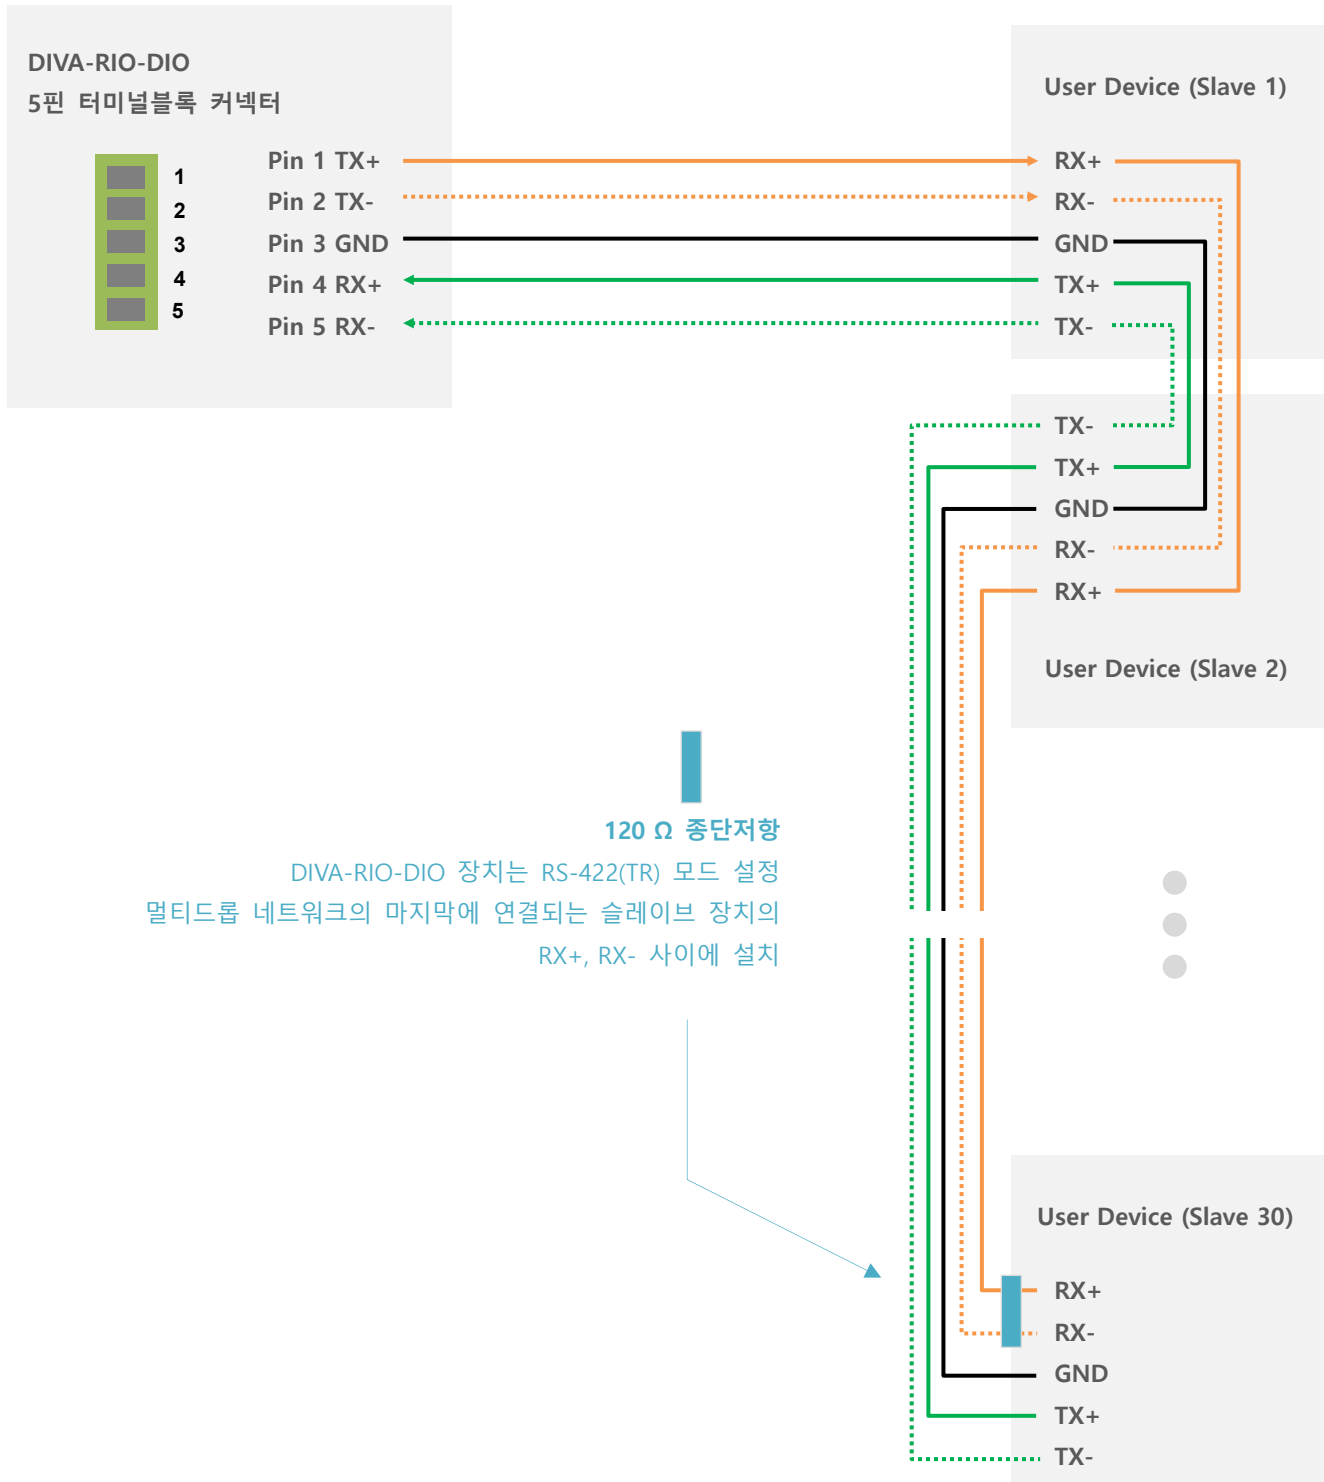 DIVA-RIO-DIO
5핀 터미널블록 커넥터
1
2
3
4
5
Pin 1 TX+
Pin 2 TX-
Pin 3 GND
Pin 4 RX+
Pin 5 RX-
User Device (Slave 1)
RX+
RX-
GND
TX+
TX-
TX-
TX+
GND
RX-
RX+
User Device (Slave 2)
120 Ω 종단저항
DIVA-RIO-DIO 장치는 RS-422(TR) 모드 설정
멀티드롭 네트워크의 마지막에 연결되는 슬레이브 장치의
RX+, RX- 사이에 설치
User Device (Slave 30)
RX+
RX-
GND
TX+
TX-